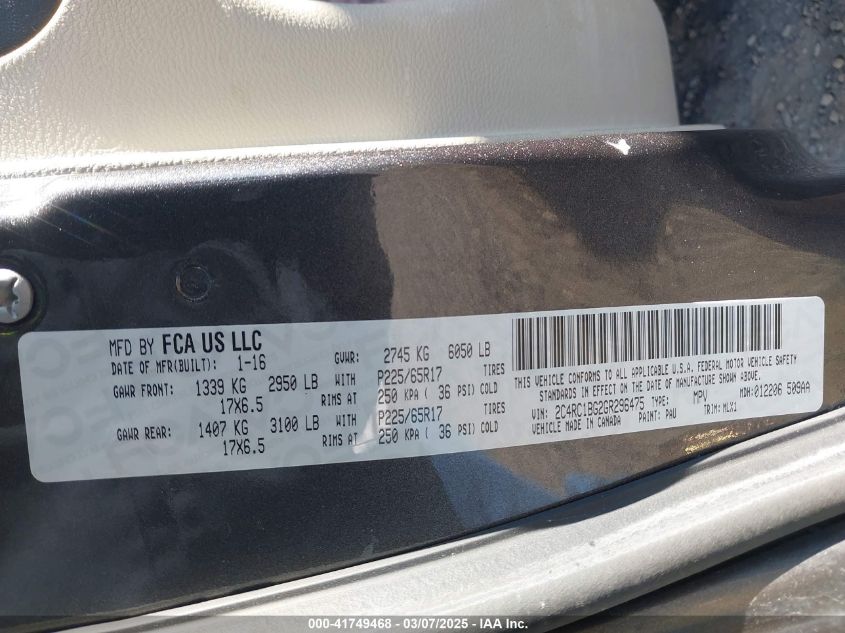 MFD BY FCA US LLC
DATE OF MFR(BUILT): 1-16 GVWR: 2745 KG 6050 LB
GAWR FRONT: 1339 KG 2950 LB WITH P225/65R17 TIRES
17X6.5 RIMS AT 250 KPA ( 36 PSI) COLD
GAWR REAR: 1407 KG 3100 LB WITH P225/65R17 TIRES
17X6.5 RIMS AT 250 KPA ( 36 PSI) COLD
THIS VEHICLE CONFORMS TO ALL APPLICABLE U.S.A. FEDERAL MOTOR VEHICLE SAFETY
STANDARDS IN EFFECT ON THE DATE OF MANUFACTURE SHOWN ABOVE.
VIN: 2C4RC1BG2GR296475 TYPE: MPV MDH: 012206 509AA
VEHICLE MADE IN CANADA PAINT: PAU TRIM: MLX1
000-41749468 - 03/07/2025 - IAAI.com